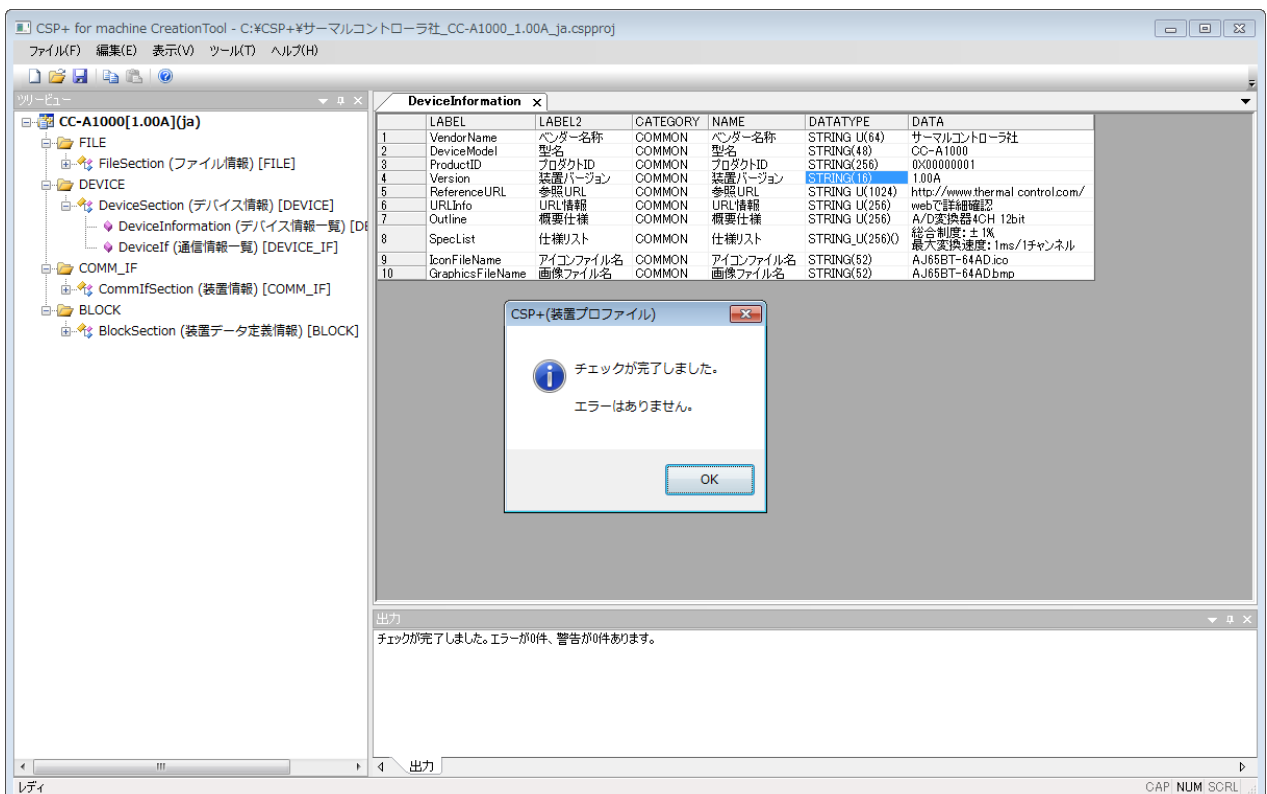 CSP+ for machine CreationTool - C:¥CSP+¥サーマルコントローラ社_CC-A1000_1.00A_ja.cspproj
ファイル(F) 編集(E) 表示(V) ツール(T) ヘルプ(H)
ツリービュー
CC-A1000[1.00A](ja)
FILE
FileSection (ファイル情報) [FILE]
DEVICE
DeviceSection (デバイス情報) [DEVICE]
DeviceInformation (デバイス情報一覧) [DE
DeviceIf (通信情報一覧) [DEVICE_IF]
COMM_IF
CommIfSection (装置情報) [COMM_IF]
BLOCK
BlockSection (装置データ定義情報) [BLOCK]
DeviceInformation
LABEL LABEL2 CATEGORY NAME DATATYPE DATA
1 VendorName ベンダー名称 COMMON ベンダー名称 STRING_U(64) サーマルコントローラ社
2 DeviceModel 型名 COMMON 型名 STRING(48) CC-A1000
3 ProductID プロダクトID COMMON プロダクトID STRING(256) 0X00000001
4 Version 装置バージョン COMMON 装置バージョン STRING(16) 1.00A
5 ReferenceURL 参照URL COMMON 参照URL STRING_U(1024) http://www.thermal control.com/
6 URLInfo URL情報 COMMON URL情報 STRING_U(256) webで詳細確認
7 Outline 概要仕様 COMMON 概要仕様 STRING_U(256) A/D変換器4CH 12bit
8 SpecList 仕様リスト COMMON 仕様リスト STRING_U(256)() 総合制度:±1%
最大変換速度:1ms/1チャンネル
9 IconFileName アイコンファイル名 COMMON アイコンファイル名 STRING(52) AJ65BT-64AD.ico
10 GraphicsFileName 画像ファイル名 COMMON 画像ファイル名 STRING(52) AJ65BT-64AD.bmp
CSP+(装置プロファイル)
チェックが完了しました。
エラーはありません。
OK
出力
チェックが完了しました。エラーが0件、警告が0件あります。
出力
レディ
CAP NUM SCRL